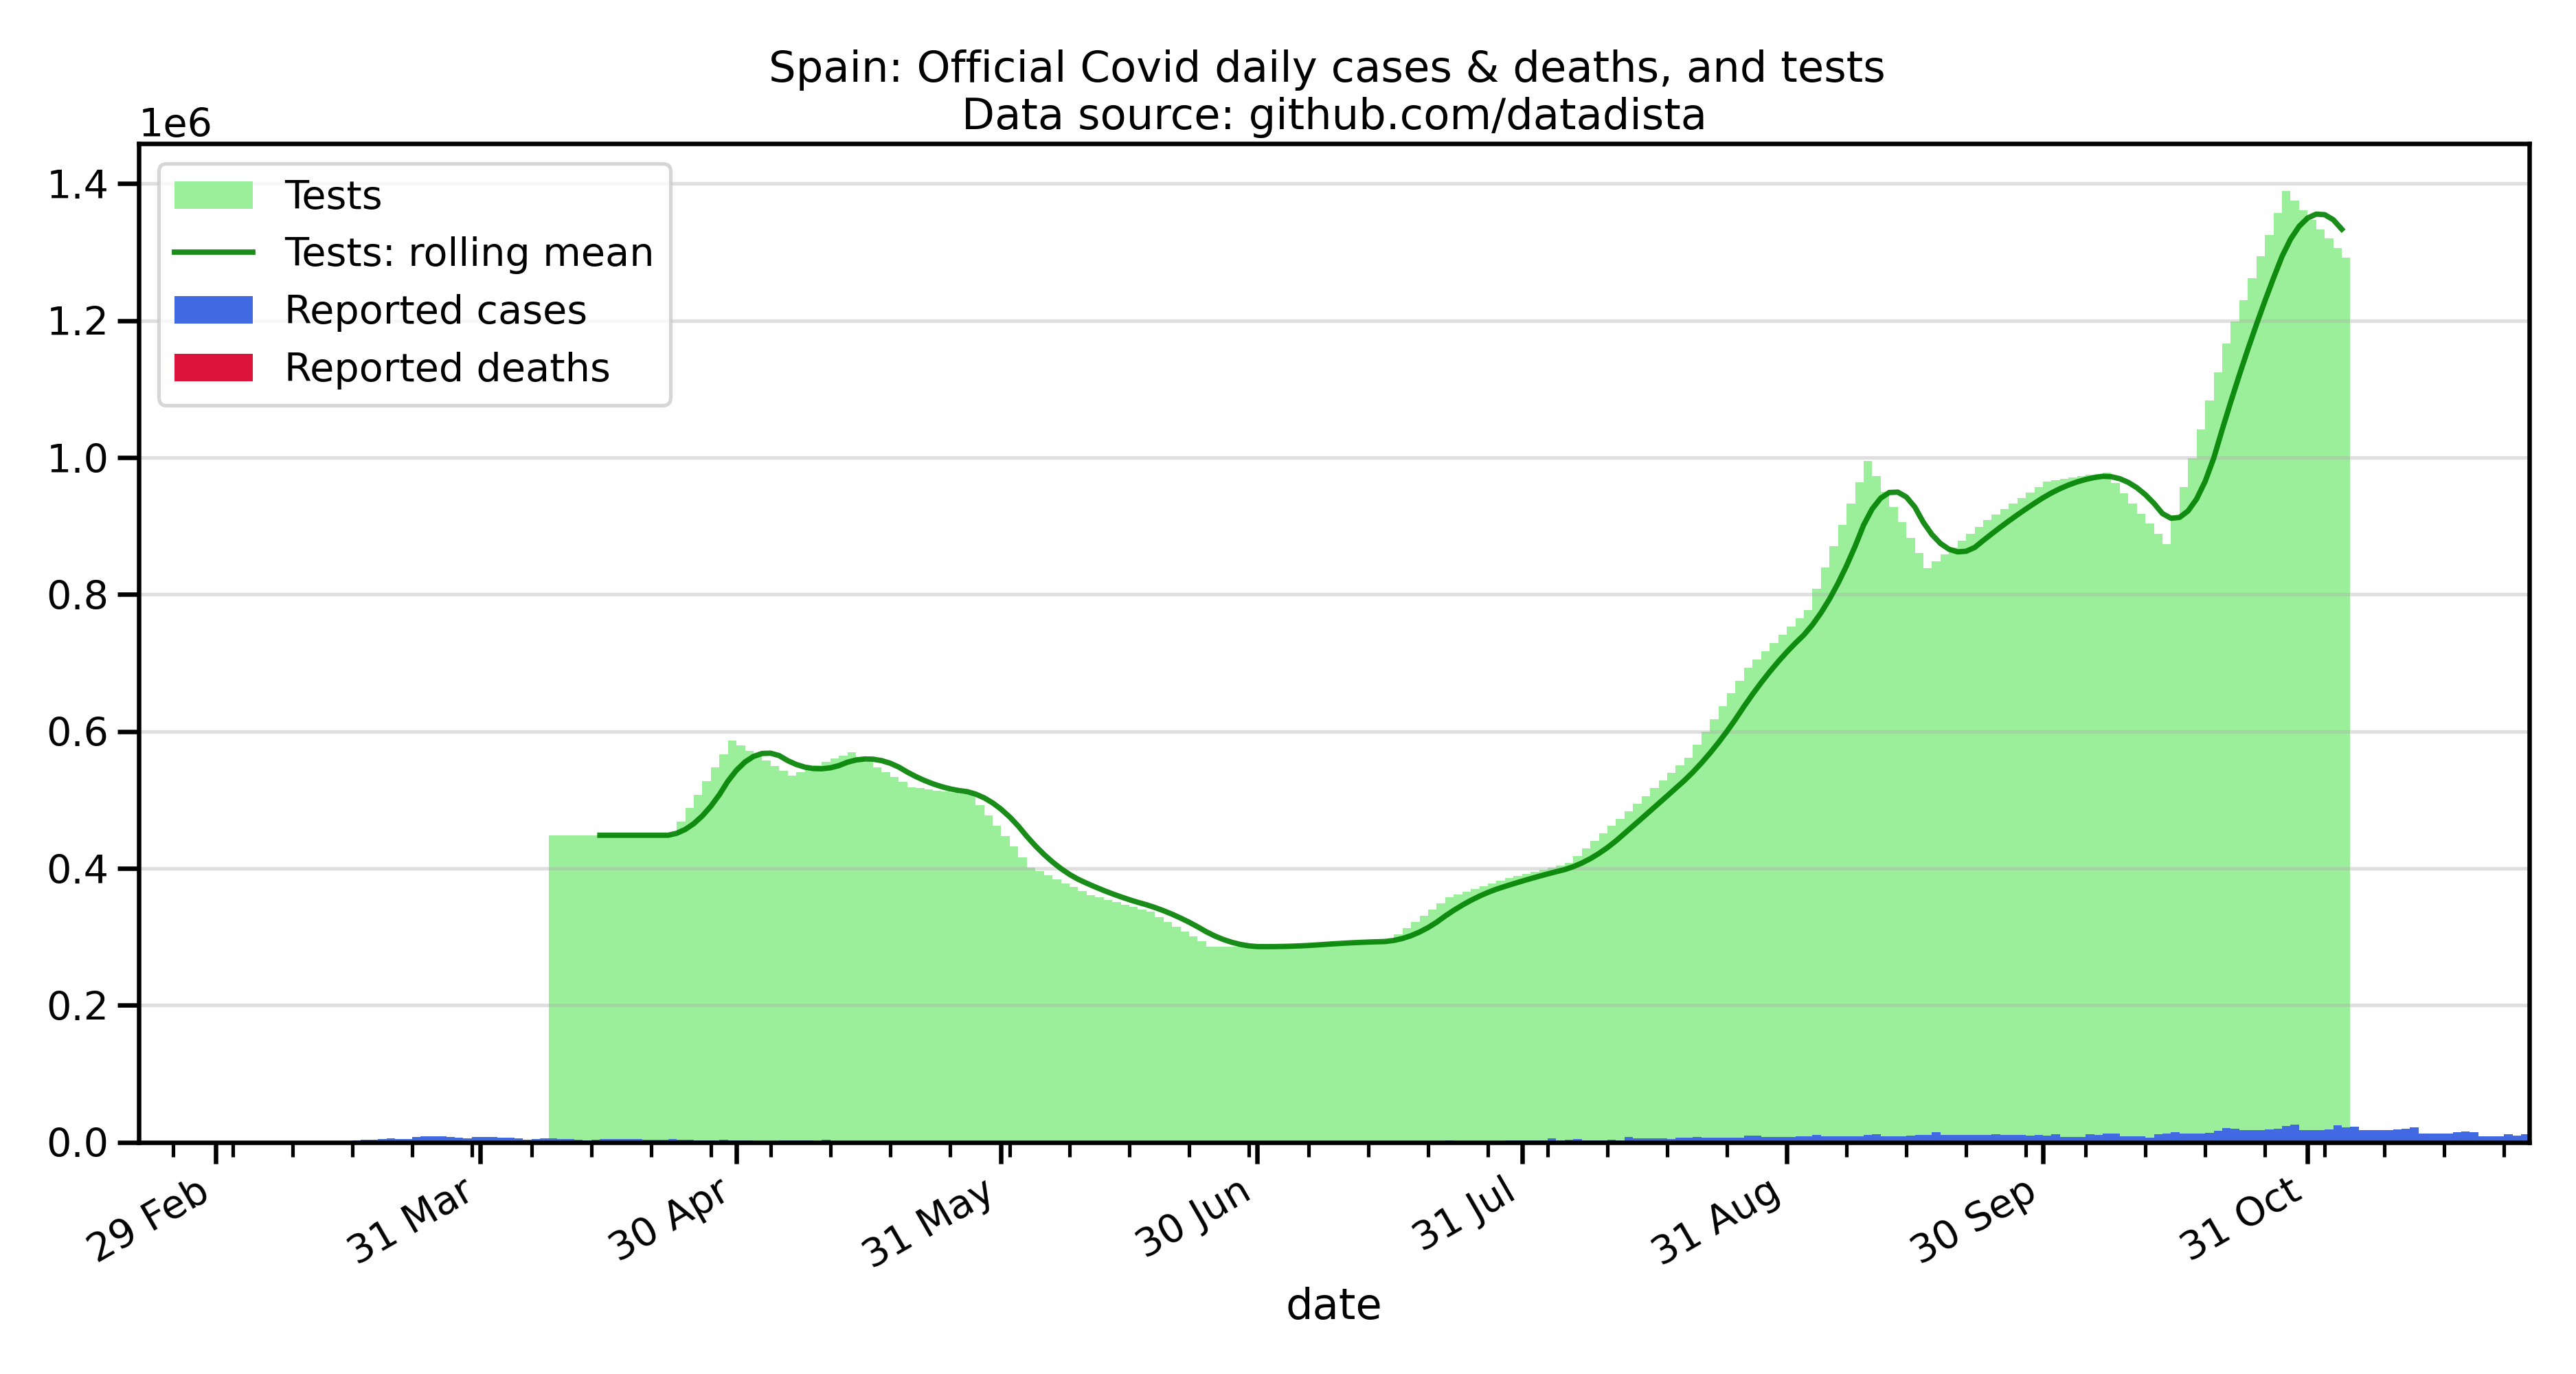 Spain: Official Covid daily cases & deaths, and tests
Data source: github.com/datadista
1e6
1.4
1.2
1.0
0.8
0.6
0.4
0.2
0.0
Tests
Tests: rolling mean
Reported cases
Reported deaths
29 Feb
31 Mar
30 Apr
31 May
30 Jun
31 Jul
31 Aug
30 Sep
31 Oct
date